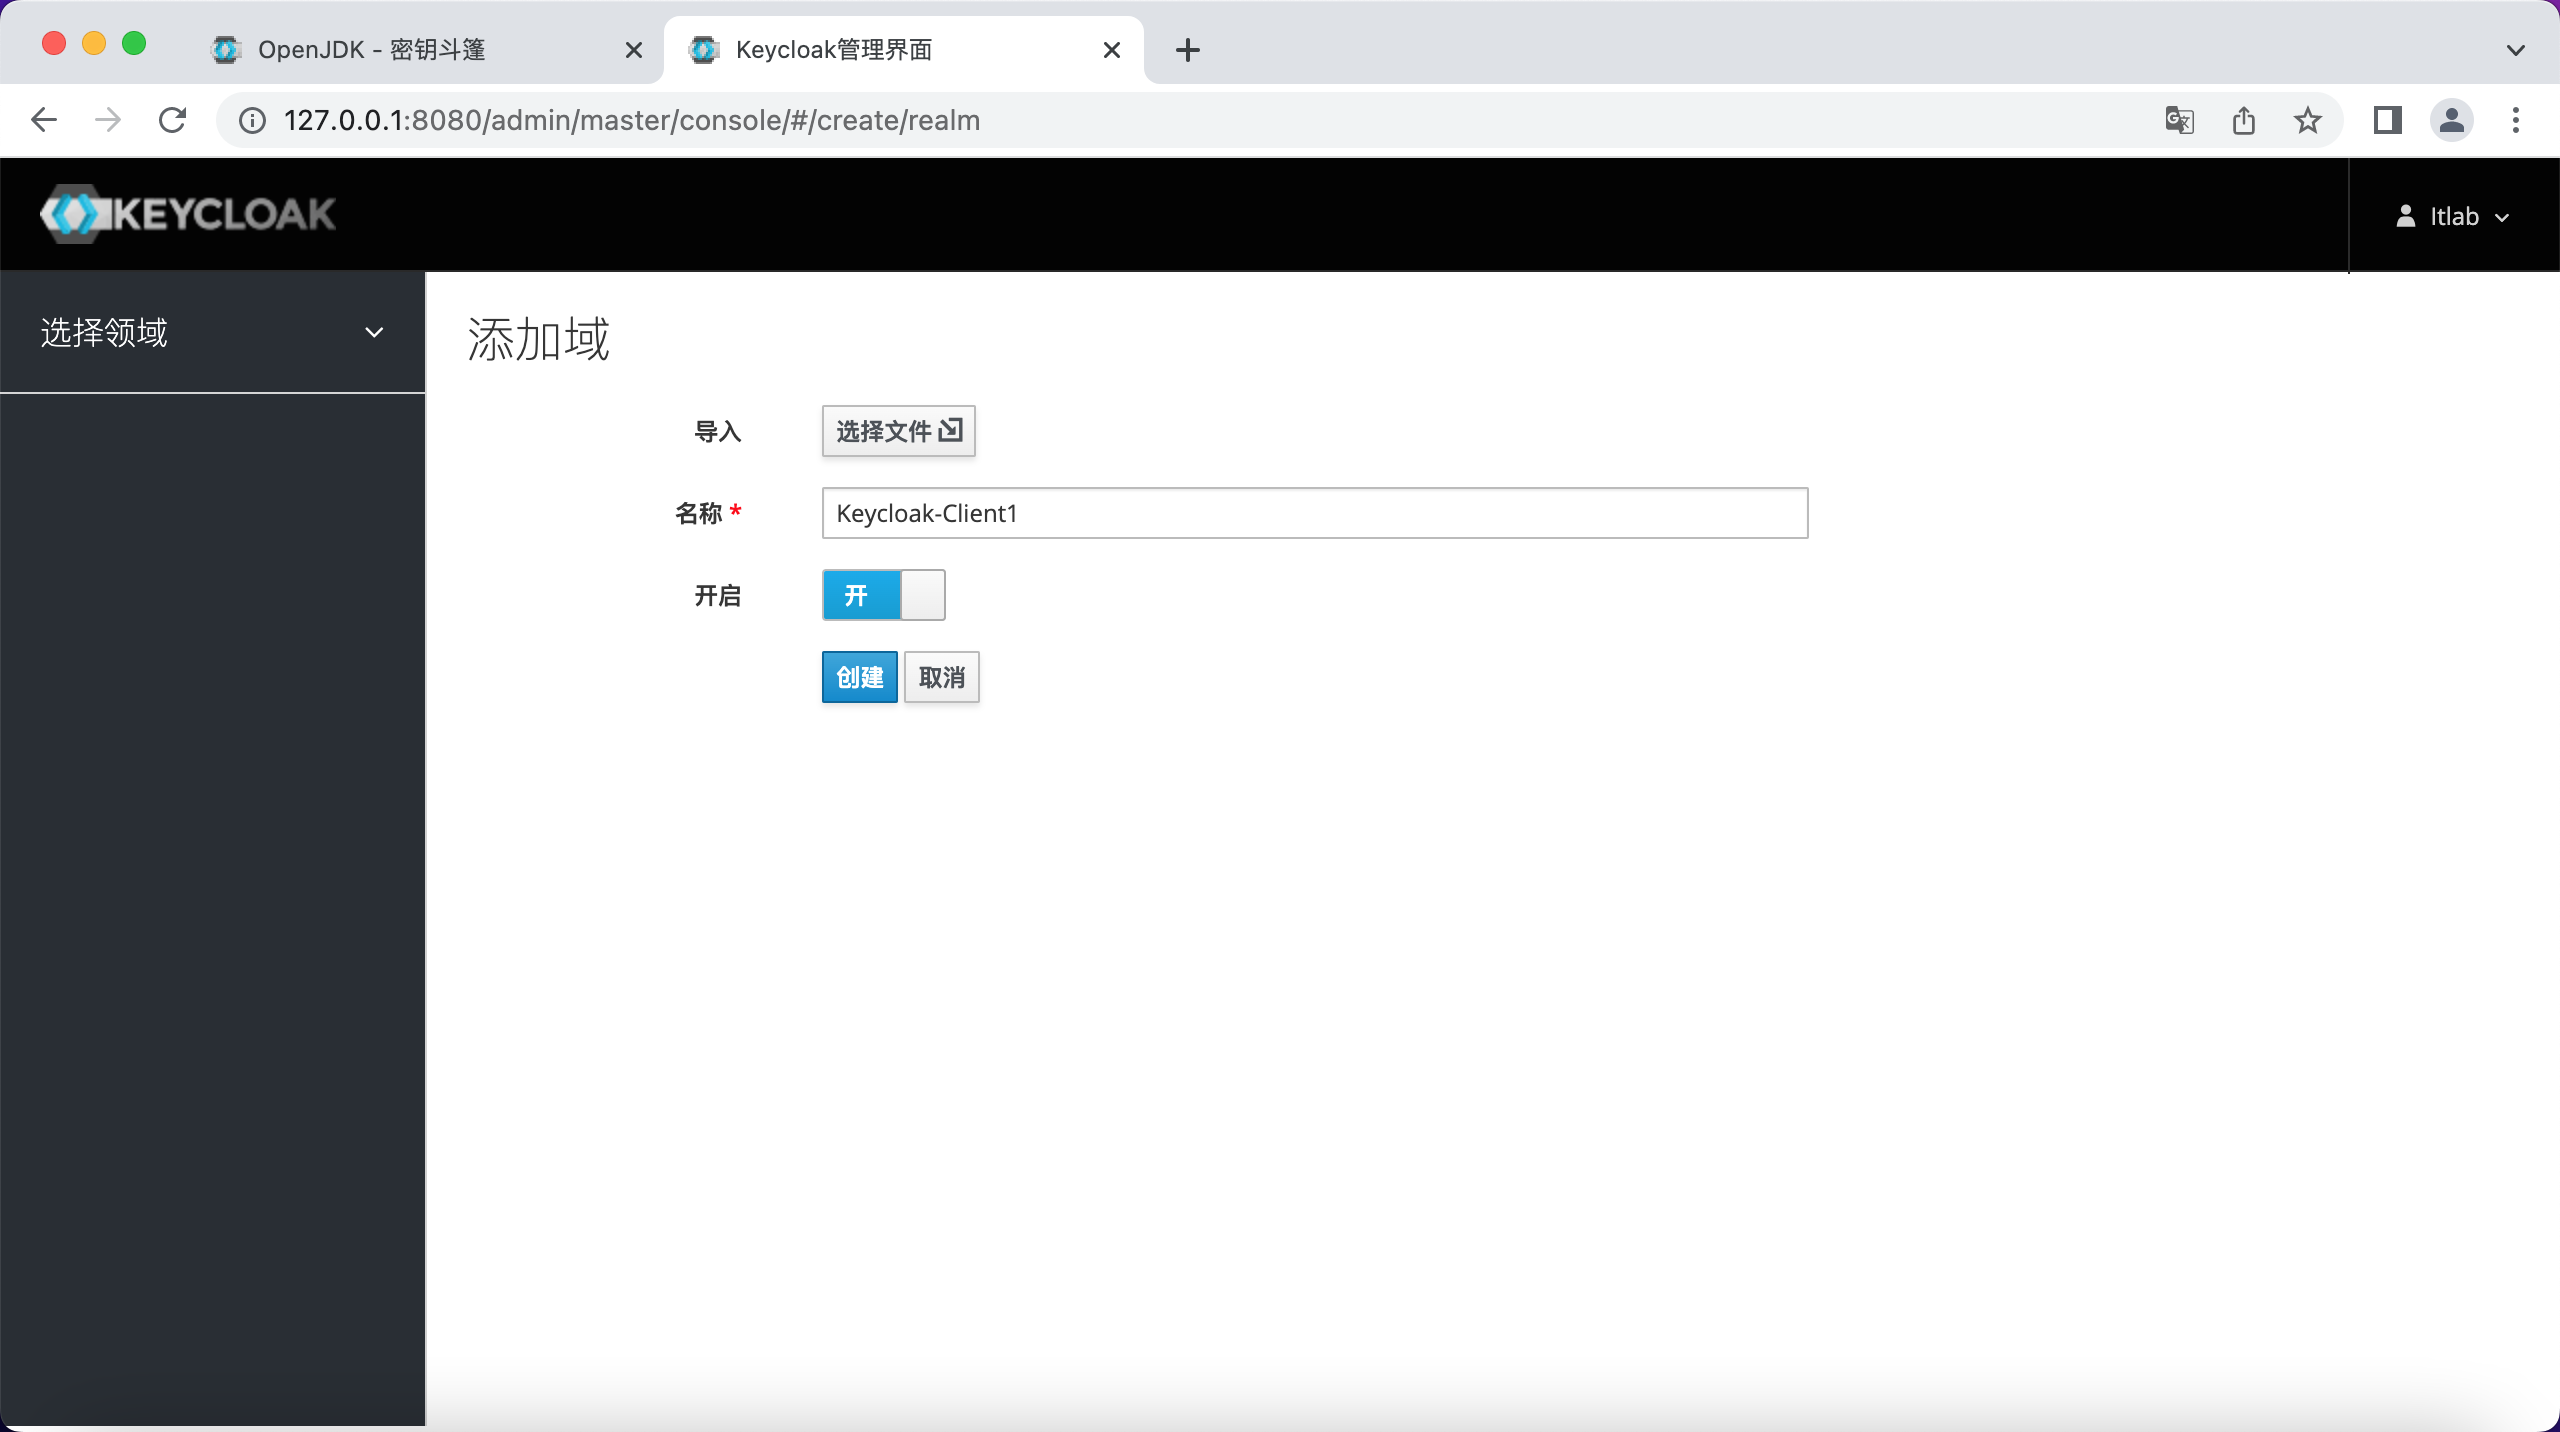 OpenJDK - 密钥斗篷
Keycloak管理界面
127.0.0.1:8080/admin/master/console/#/create/realm
KEYCLOAK
ltlab
选择领域
添加域
导入
选择文件
名称 *
Keycloak-Client1
开启
开
创建
取消